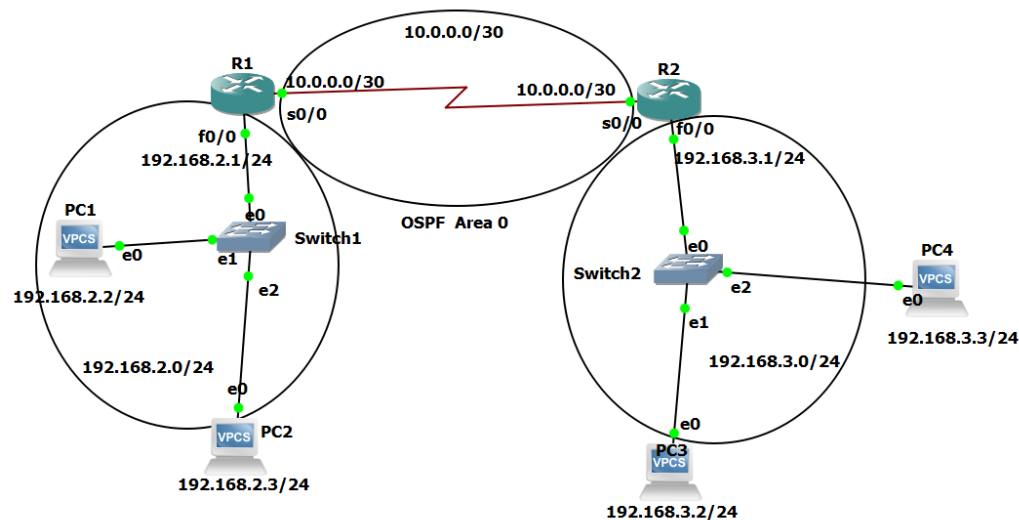 10.0.0.0/30
R1
R2
10.0.0.0/30
10.0.0.0/30
s0/0
s0/0
f0/0
f0/0
192.168.2.1/24
192.168.3.1/24
PC1
VPCS
e0
e0
e1
Switch1
OSPF Area 0
192.168.2.2/24
e2
e0
Switch2
e2
e1
PC4
VPCS
e0
192.168.3.3/24
192.168.2.0/24
192.168.3.0/24
e0
VPCS
PC2
192.168.2.3/24
e0
PC3
VPCS
192.168.3.2/24